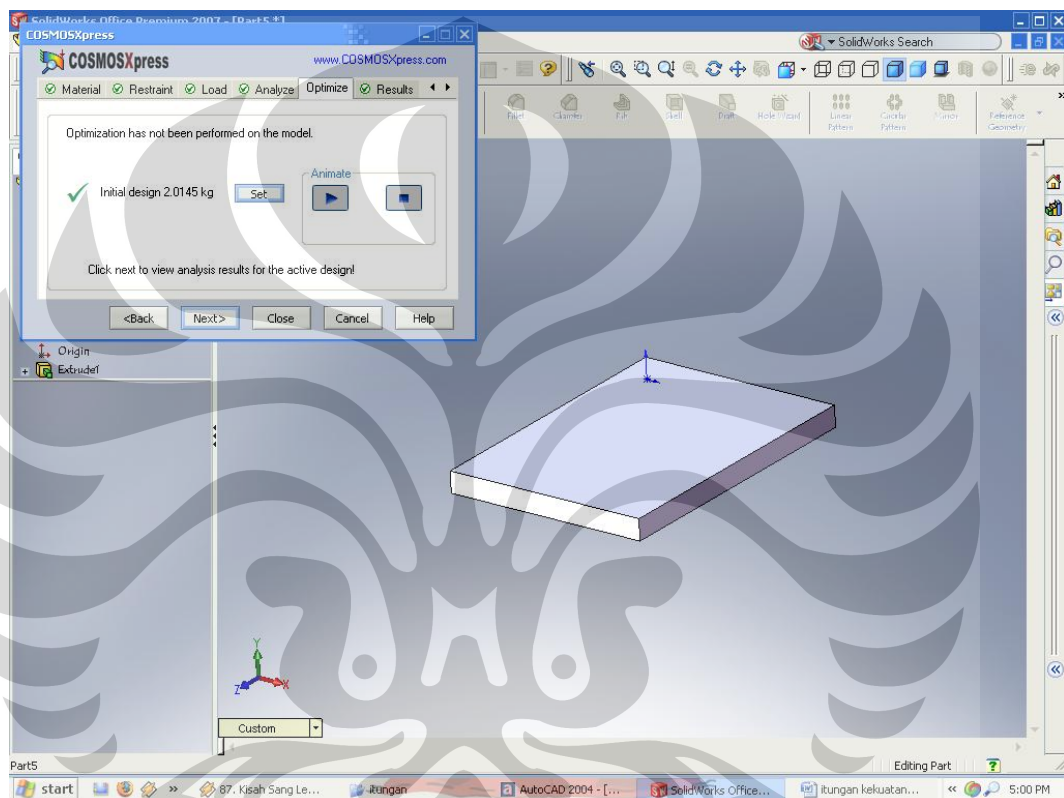 SolidWorks Office Premium 2007 - [Part5 *]
COSMOSXpress
SolidWorks Search
COSMOSXpress
www.COSMOSXpress.com
Material Restraint Load Analyze Optimize Results
Fillet Chamfer Rib Shell Draft Hole Wizard Linear Pattern Circular Pattern Mirror Reference Geometry
Optimization has not been performed on the model.
Animate
Initial design 2.0145 kg Set
Click next to view analysis results for the active design!
<Back Next> Close Cancel Help
Origin
Extrude1
Y
Z X
Custom
Part5 Editing Part
start 87. Kisah Sang Le... itungan AutoCAD 2004 - [... SolidWorks Office... itungan kekuatan... 5:00 PM